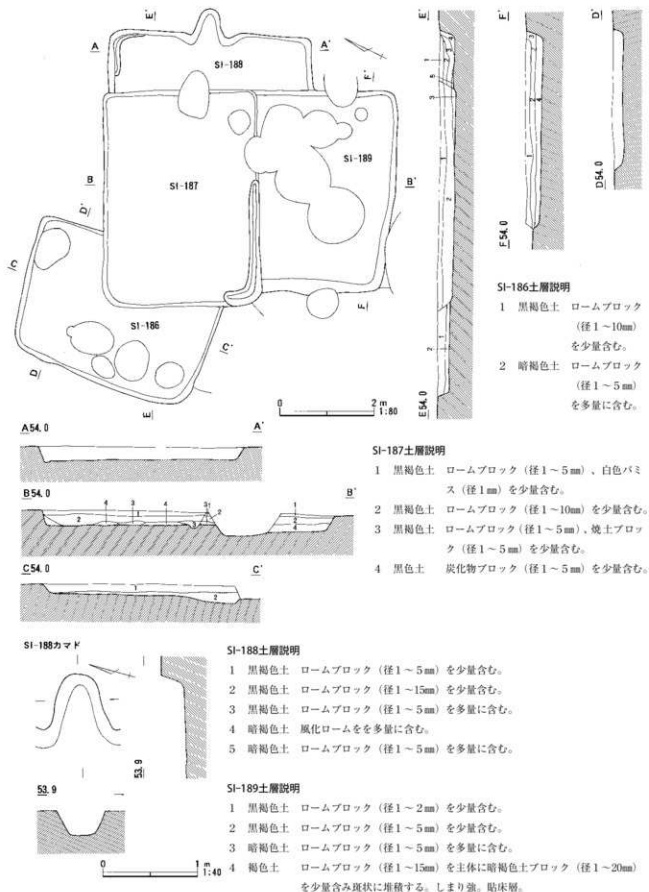 E'
A
A'
SI-188
F'
SI-187
SI-189
B
B'
D'
C
SI-186
C'
D
F
E
0 2m
1:80
E'
F'
D'
E54.0
F54.0
D54.0
A54.0 A'
B54.0 B'
C54.0 C'
SI-186土層説明
1 黒褐色土 ロームブロック
(径1~10㎜)
を少量含む。
2 暗褐色土 ロームブロック
(径1~5㎜)
を多量に含む。
SI-187土層説明
1 黒褐色土 ロームブロック(径1~5㎜)、白色パミ
ス(径1㎜)を少量含む。
2 黒褐色土 ロームブロック(径1~10㎜)を少量含む。
3 黒褐色土 ロームブロック(径1~5㎜)、焼土ブロッ
ク(径1~5㎜)を少量含む。
4 黒色土 炭化物ブロック(径1~5㎜)を少量含む。
SI-188カマド
53.9
53.9
0 1m
1:40
SI-188土層説明
1 黒褐色土 ロームブロック(径1~5㎜)を少量含む。
2 黒褐色土 ロームブロック(径1~15㎜)を少量含む。
3 黒褐色土 ロームブロック(径1~5㎜)を多量に含む。
4 暗褐色土 風化ロームをを多量に含む。
5 暗褐色土 ロームブロック(径1~5㎜)を多量に含む。
SI-189土層説明
1 黒褐色土 ロームブロック(径1~2㎜)を少量含む。
2 黒褐色土 ロームブロック(径1~5㎜)を少量含む。
3 暗褐色土 ロームブロック(径1~5㎜)を多量に含む。
4 褐色土 ロームブロック(径1~15㎜)を主体に暗褐色土ブロック(径1~20㎜)
を少量含み斑状に堆積する。しまり強。貼床層。